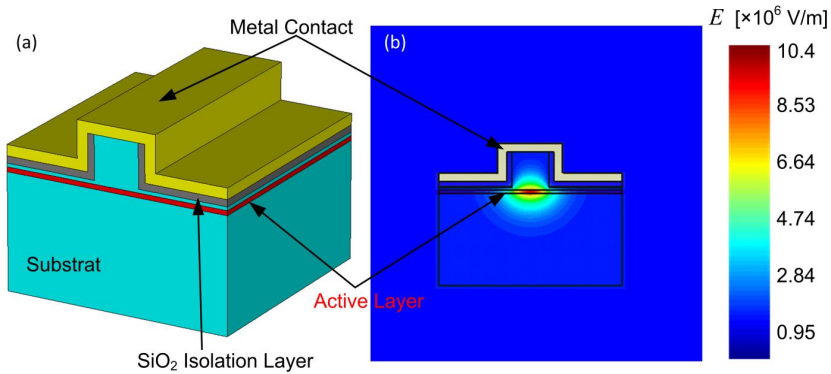 (a)
Metal Contact
(b)
E [×10⁶ V/m]
10.4
8.53
6.64
4.74
2.84
0.95
Substrat
Active Layer
SiO₂ Isolation Layer